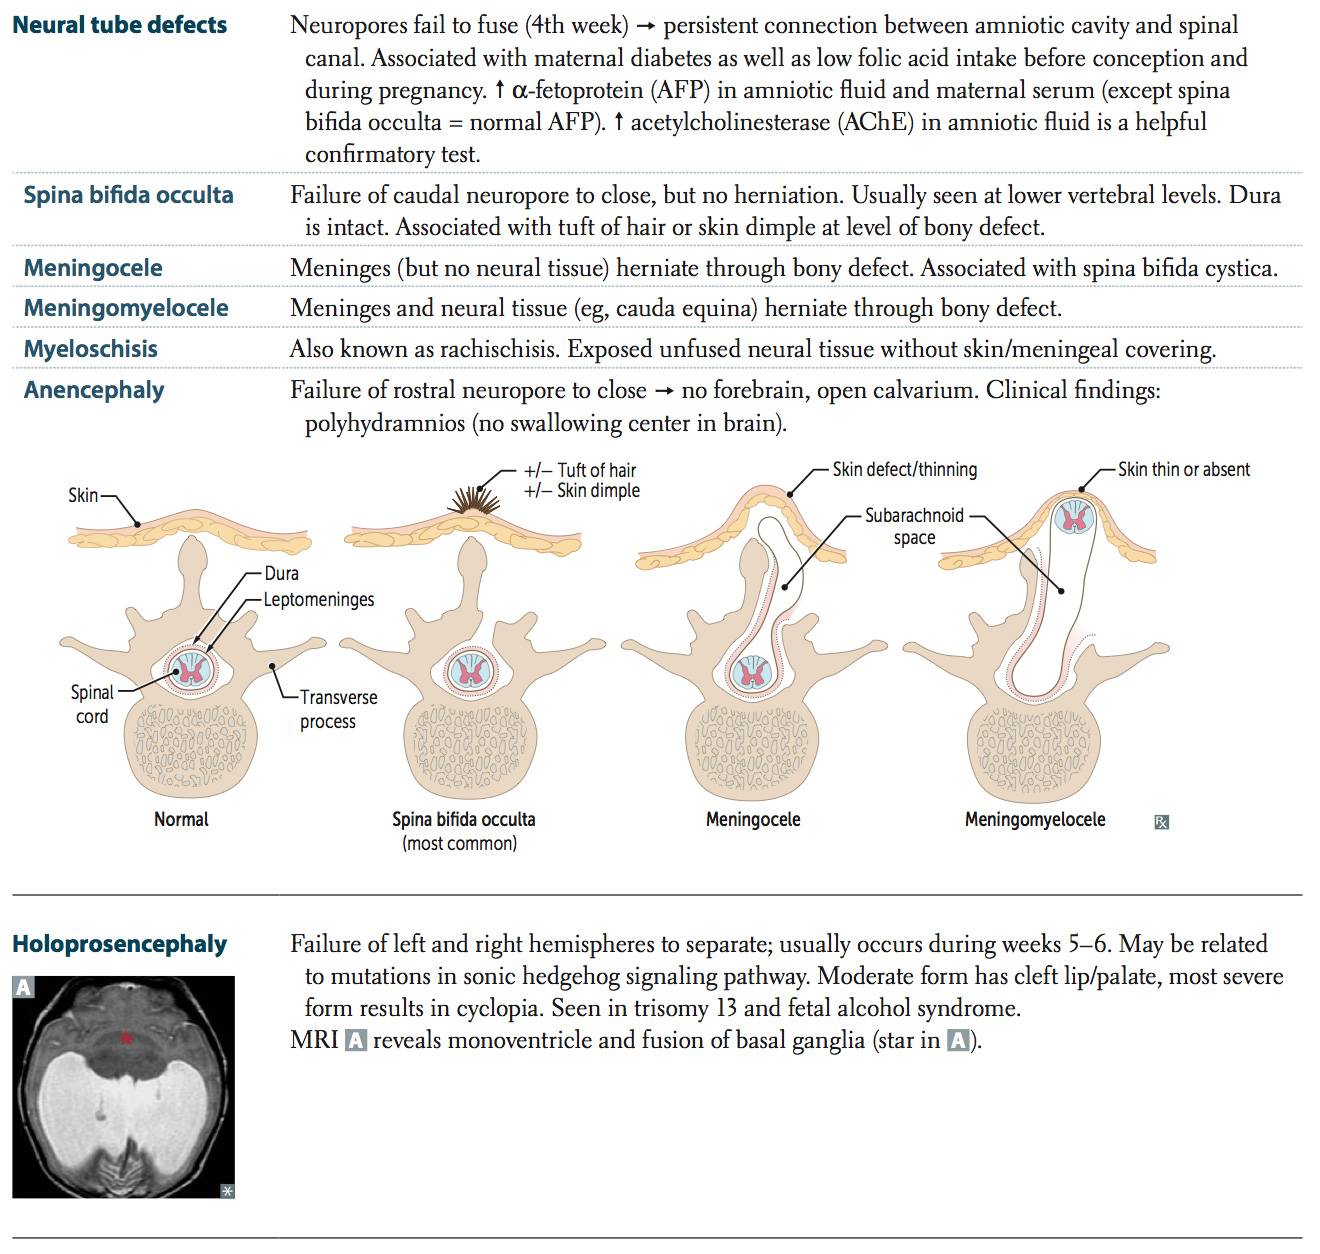 Neural tube defects
Neuropores fail to fuse (4th week) → persistent connection between amniotic cavity and spinal
canal. Associated with maternal diabetes as well as low folic acid intake before conception and
during pregnancy. ↑ α-fetoprotein (AFP) in amniotic fluid and maternal serum (except spina
bifida occulta = normal AFP). ↑ acetylcholinesterase (AChE) in amniotic fluid is a helpful
confirmatory test.
Spina bifida occulta
Failure of caudal neuropore to close, but no herniation. Usually seen at lower vertebral levels. Dura
is intact. Associated with tuft of hair or skin dimple at level of bony defect.
Meningocele
Meninges (but no neural tissue) herniate through bony defect. Associated with spina bifida cystica.
Meningomyelocele
Meninges and neural tissue (eg, cauda equina) herniate through bony defect.
Myeloschisis
Also known as rachischisis. Exposed unfused neural tissue without skin/meningeal covering.
Anencephaly
Failure of rostral neuropore to close → no forebrain, open calvarium. Clinical findings:
polyhydramnios (no swallowing center in brain).
Skin
Dura
Leptomeninges
Spinal
cord
Transverse
process
Normal
+/− Tuft of hair
+/− Skin dimple
Spina bifida occulta
(most common)
Skin defect/thinning
Subarachnoid
space
Meningocele
Skin thin or absent
Meningomyelocele
Rx
Holoprosencephaly
Failure of left and right hemispheres to separate; usually occurs during weeks 5–6. May be related
to mutations in sonic hedgehog signaling pathway. Moderate form has cleft lip/palate, most severe
form results in cyclopia. Seen in trisomy 13 and fetal alcohol syndrome.
MRI A reveals monoventricle and fusion of basal ganglia (star in A).
A